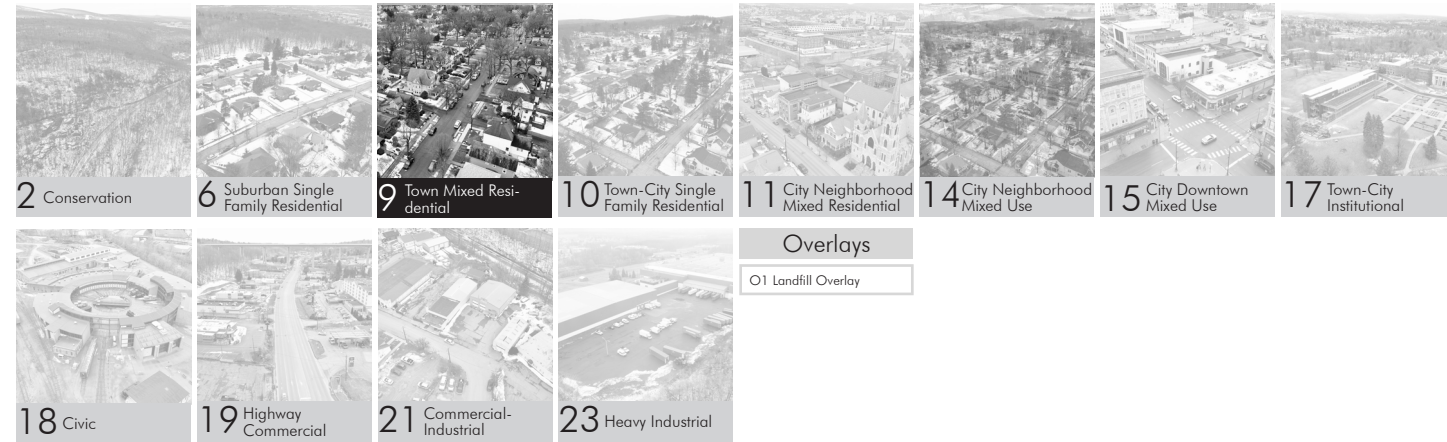 2 Conservation
6 Suburban Single
Family Residential
9 Town Mixed Resi-
dential
10 Town-City Single
Family Residential
11 City Neighborhood
Mixed Residential
14 City Neighborhood
Mixed Use
15 City Downtown
Mixed Use
17 Town-City
Institutional
18 Civic
19 Highway
Commercial
21 Commercial-
Industrial
23 Heavy Industrial
Overlays
O1 Landfill Overlay